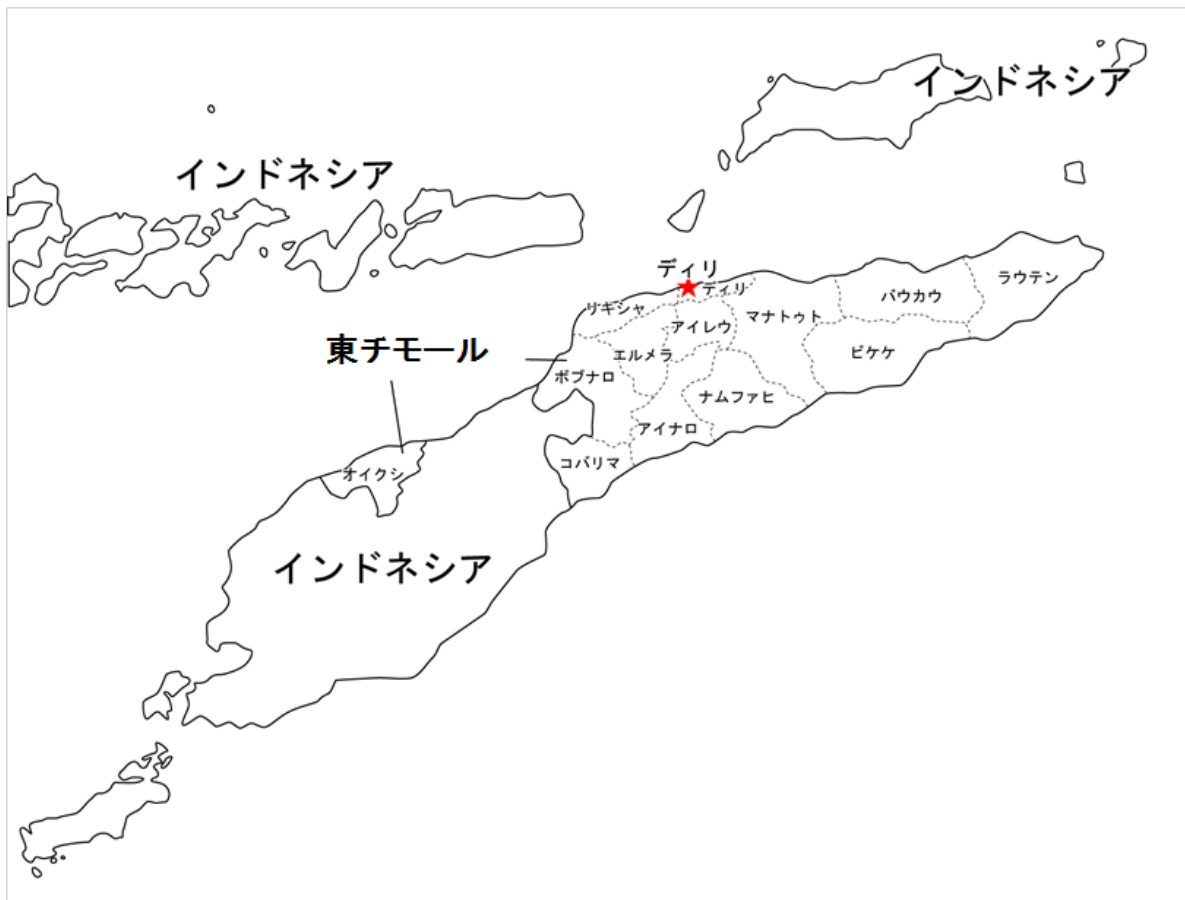 インドネシア
インドネシア
ディリ
ディリ
ラウテン
バウカウ
リキシャ
マナトゥト
アイレウ
東チモール
エルメラ
ビケケ
ボブナロ
ナムファヒ
アイナロ
コバリマ
オイクシ
インドネシア